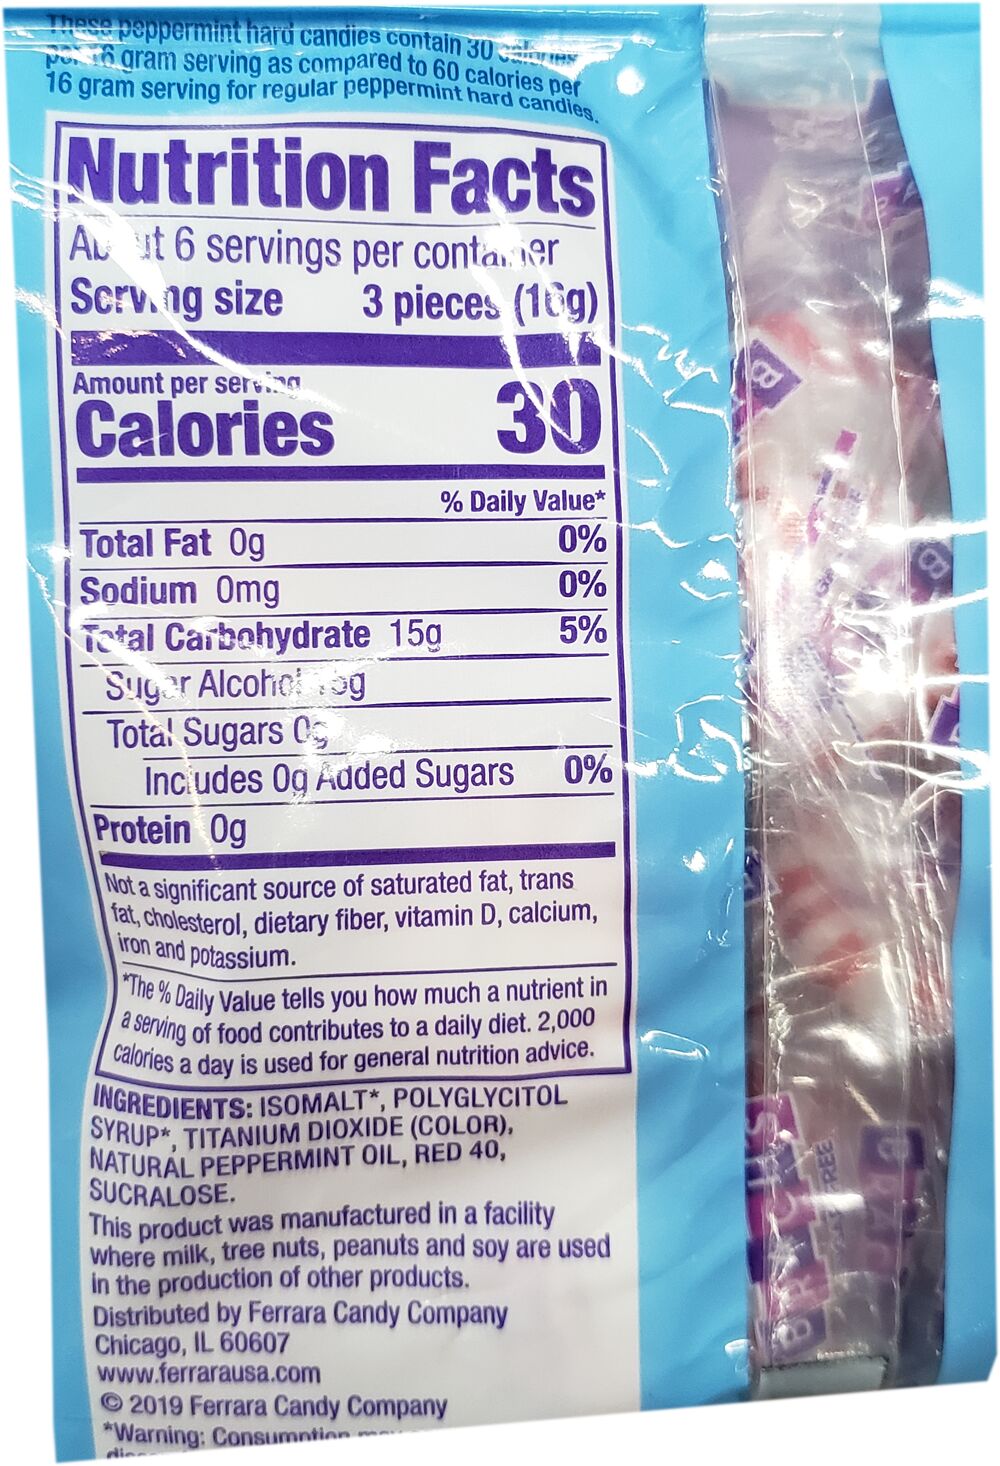 These peppermint hard candies contain 30 calories
per 16 gram serving as compared to 60 calories per
16 gram serving for regular peppermint hard candies.
Nutrition Facts
About 6 servings per container
Serving size 3 pieces (16g)
Amount per serving
Calories 30
% Daily Value*
Total Fat 0g 0%
Sodium 0mg 0%
Total Carbohydrate 15g 5%
Sugar Alcohol 15g
Total Sugars 0g
Includes 0g Added Sugars 0%
Protein 0g
Not a significant source of saturated fat, trans
fat, cholesterol, dietary fiber, vitamin D, calcium,
iron and potassium.
*The % Daily Value tells you how much a nutrient in
a serving of food contributes to a daily diet. 2,000
calories a day is used for general nutrition advice.
INGREDIENTS: ISOMALT*, POLYGLYCITOL
SYRUP*, TITANIUM DIOXIDE (COLOR),
NATURAL PEPPERMINT OIL, RED 40,
SUCRALOSE.
This product was manufactured in a facility
where milk, tree nuts, peanuts and soy are used
in the production of other products.
Distributed by Ferrara Candy Company
Chicago, IL 60607
www.ferrarausa.com
© 2019 Ferrara Candy Company
*Warning: Consumption